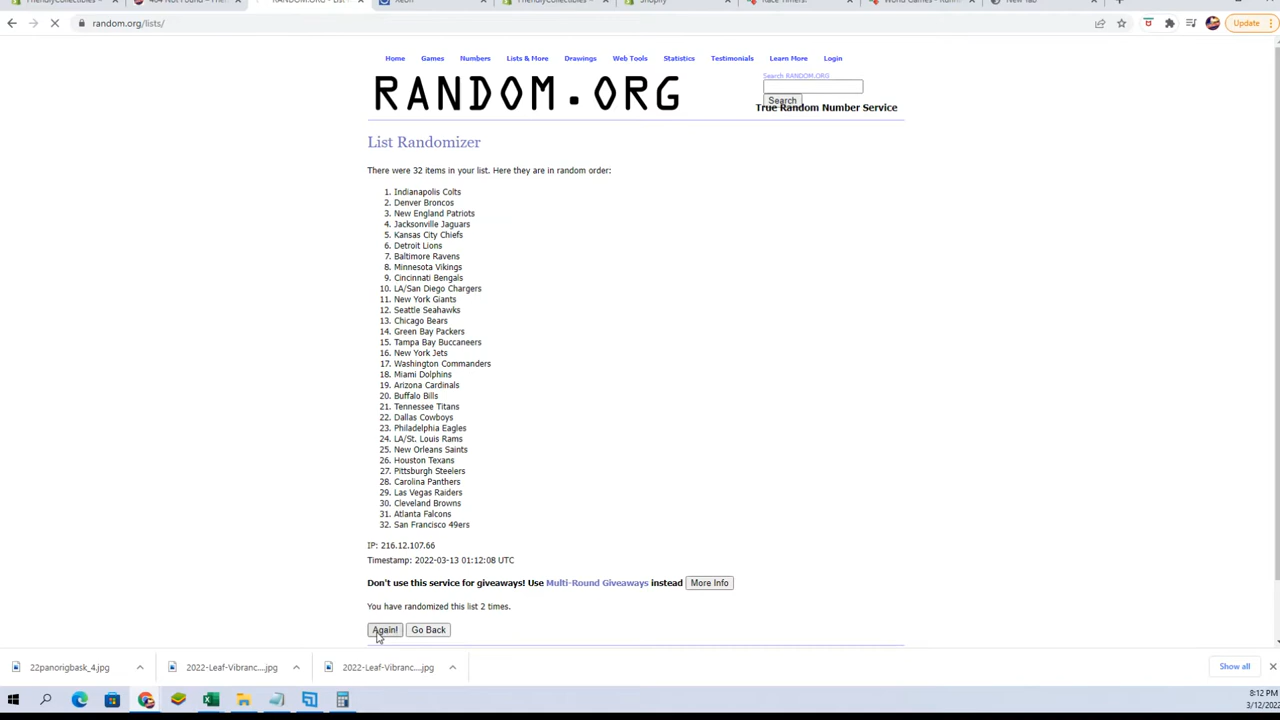 random.org/lists/
Update
Home Games Numbers Lists & More Drawings Web Tools Statistics Testimonials Learn More Login
RANDOM.ORG
Search RANDOM.ORG
Search
True Random Number Service
List Randomizer
There were 32 items in your list. Here they are in random order:
1. Indianapolis Colts
2. Denver Broncos
3. New England Patriots
4. Jacksonville Jaguars
5. Kansas City Chiefs
6. Detroit Lions
7. Baltimore Ravens
8. Minnesota Vikings
9. Cincinnati Bengals
10. LA/San Diego Chargers
11. New York Giants
12. Seattle Seahawks
13. Chicago Bears
14. Green Bay Packers
15. Tampa Bay Buccaneers
16. New York Jets
17. Washington Commanders
18. Miami Dolphins
19. Arizona Cardinals
20. Buffalo Bills
21. Tennessee Titans
22. Dallas Cowboys
23. Philadelphia Eagles
24. LA/St. Louis Rams
25. New Orleans Saints
26. Houston Texans
27. Pittsburgh Steelers
28. Carolina Panthers
29. Las Vegas Raiders
30. Cleveland Browns
31. Atlanta Falcons
32. San Francisco 49ers
IP: 216.12.107.66
Timestamp: 2022-03-13 01:12:08 UTC
Don't use this service for giveaways! Use Multi-Round Giveaways instead More Info
You have randomized this list 2 times.
Again! Go Back
22panorigbask_4.jpg 2022-Leaf-Vibranc....jpg 2022-Leaf-Vibranc....jpg Show all
8:12 PM
3/12/202